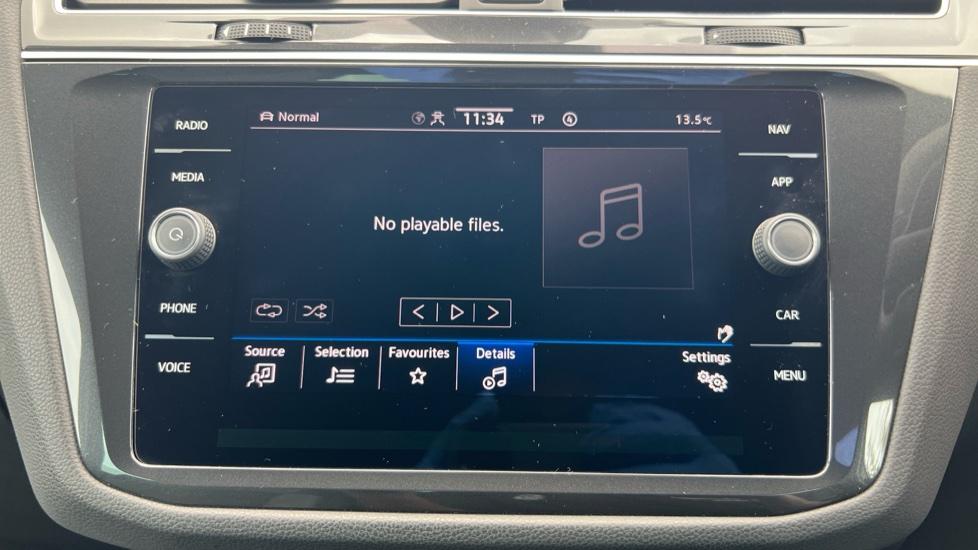 RADIO
MEDIA
PHONE
VOICE
Normal 11:34 TP 4 13.5°C
No playable files.
Source Selection Favourites Details Settings
NAV
APP
CAR
MENU